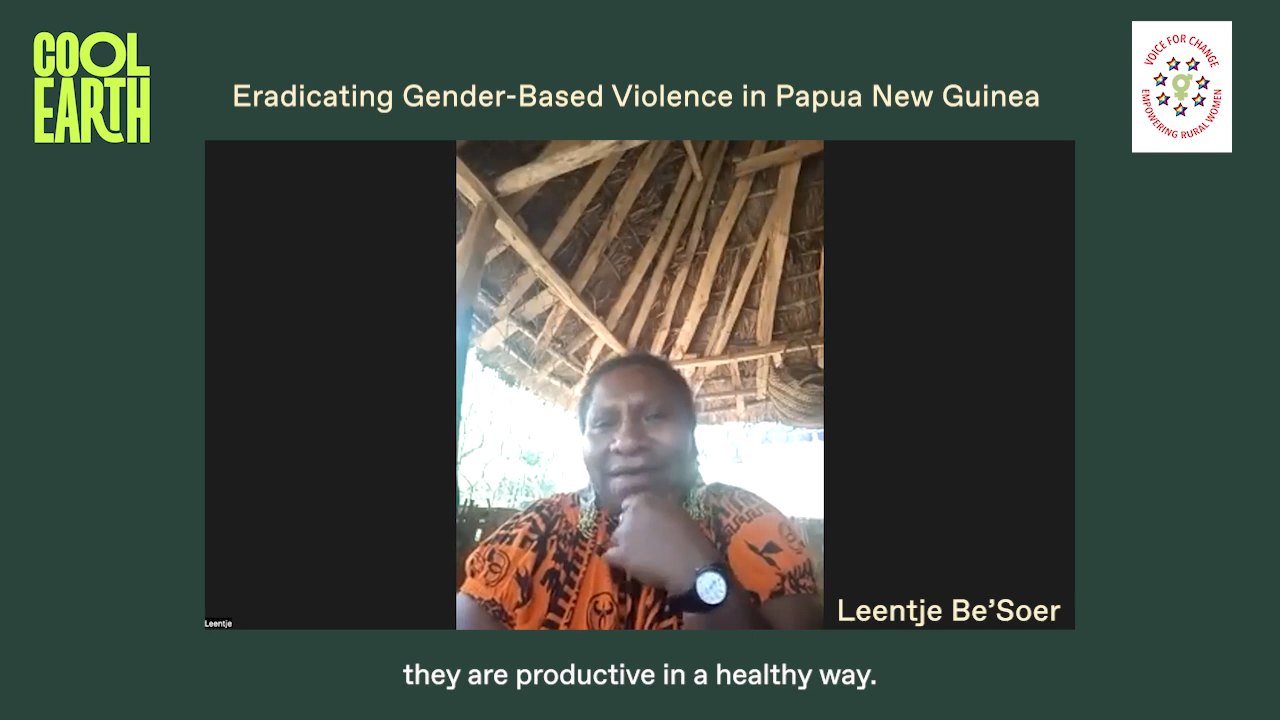 COOL
EARTH
Eradicating Gender-Based Violence in Papua New Guinea
VOICE FOR CHANGE
EMPOWERING RURAL WOMEN
Leentje Be’Soer
Leentje
they are productive in a healthy way.